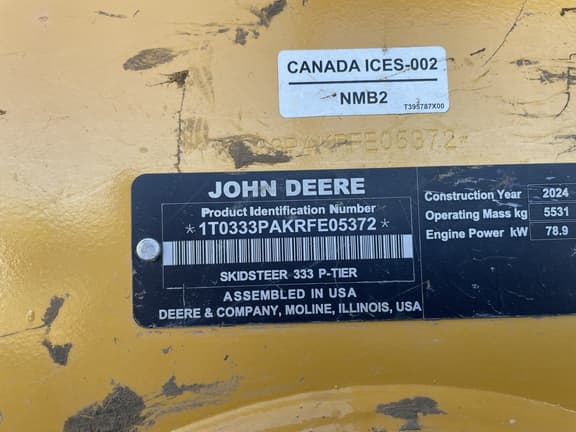 CANADA ICES-002
NMB2
T395787X00
PAKRFE05372*
JOHN DEERE
Product Identification Number
*1T0333PAKRFE05372*
SKIDSTEER 333 P-TIER
ASSEMBLED IN USA
DEERE & COMPANY, MOLINE, ILLINOIS, USA
Construction Year 2024
Operating Mass kg 5531
Engine Power kW 78.9